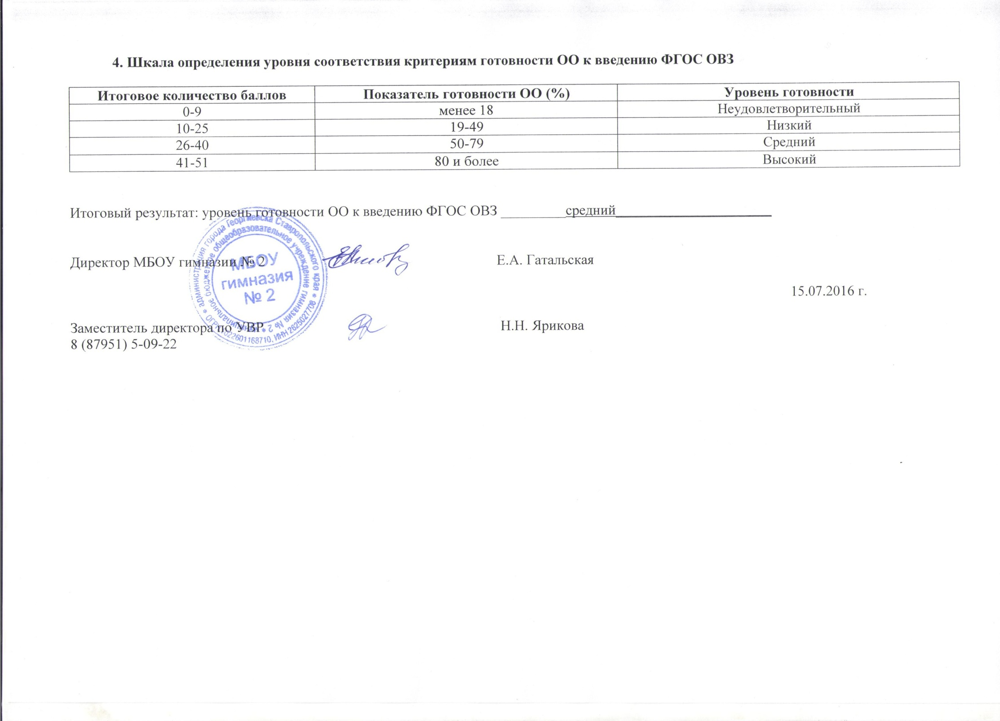 4. Шкала определения уровня соответствия критериям готовности ОО к введению ФГОС ОВЗ
Итоговое количество баллов Показатель готовности ОО (%) Уровень готовности
0-9 менее 18 Неудовлетворительный
10-25 19-49 Низкий
26-40 50-79 Средний
41-51 80 и более Высокий
Итоговый результат: уровень готовности ОО к введению ФГОС ОВЗ _________средний______________________
Директор МБОУ гимназии № 2 Е.А. Гатальская
15.07.2016 г.
Заместитель директора по УВР Н.Н. Ярикова
8 (87951) 5-09-22
МБОУ
гимназия
№ 2
* администрация города Георгиевска Ставропольского края *
ОГРН 1022601168710, ИНН 2625027708
* муниципальное бюджетное общеобразовательное учреждение гимназия № 2